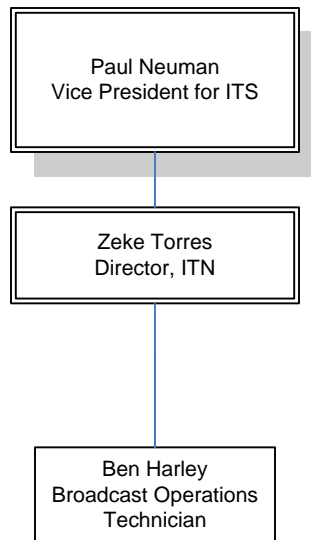 Paul Neuman
Vice President for ITS
Zeke Torres
Director, ITN
Ben Harley
Broadcast Operations
Technician